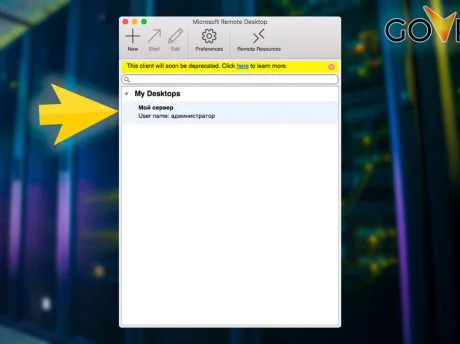 Microsoft Remote Desktop
New Start Edit Preferences Remote Resources
This client will soon be deprecated. Click here to learn more.
My Desktops
Мой сервер
User name: администратор